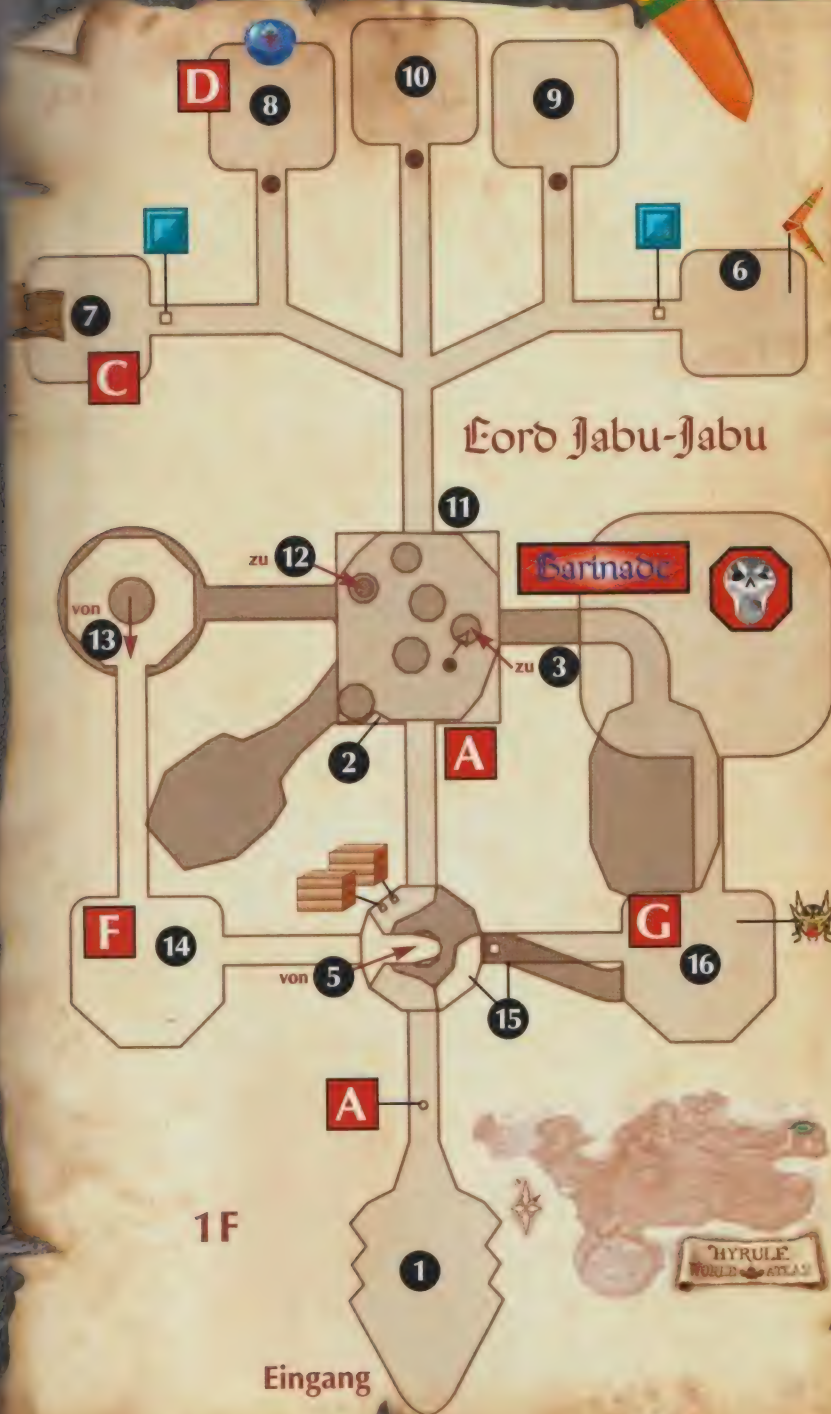 10
D
8
9
6
7
C
Lord Jabu-Jabu
11
zu 12
Barinade
von
13
zu 3
2
A
F
14
G
16
von 5
15
A
1F
HYRULE
WORLD ATLAS
1
Eingang